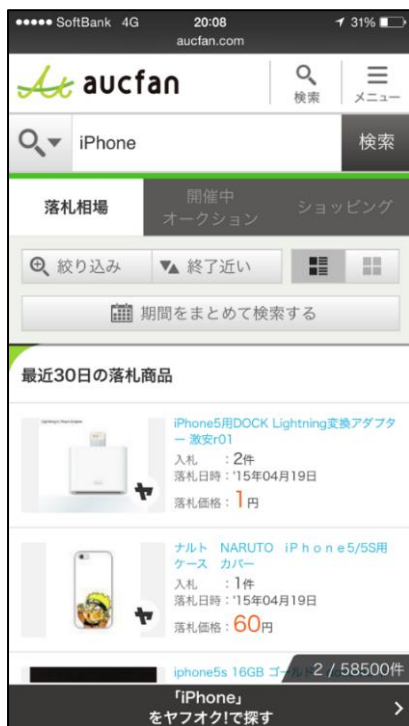 ●●●●● SoftBank 4G 20:08 31%
aucfan.com
At aucfan
検索
メニュー
iPhone
検索
落札相場
開催中
オークション
ショッピング
絞り込み
終了近い
期間をまとめて検索する
最近30日の落札商品
iPhone5用DOCK Lightning変換アダプタ
ー 激安r01
入札 : 2件
落札日時 : '15年04月19日
落札価格 : 1円
ナルト NARUTO iPhone5/5S用
ケース カバー
入札 : 1件
落札日時 : '15年04月19日
落札価格 : 60円
iphone5s 16GB ゴール
2 / 58500件
「iPhone」
をヤフオク!で探す